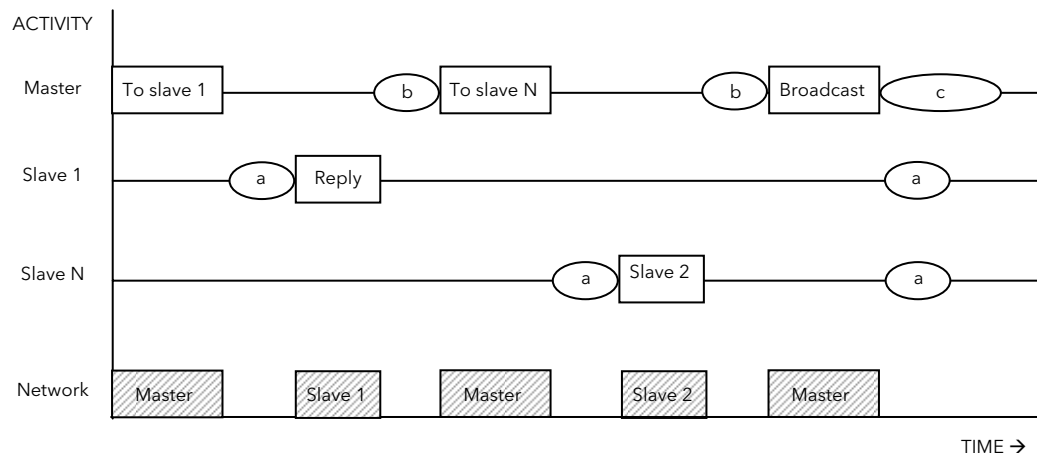 ACTIVITY
Master
To slave 1
b
To slave N
b
Broadcast
c
Slave 1
a
Reply
a
Slave N
a
Slave 2
a
Network
Master
Slave 1
Master
Slave 2
Master
TIME →